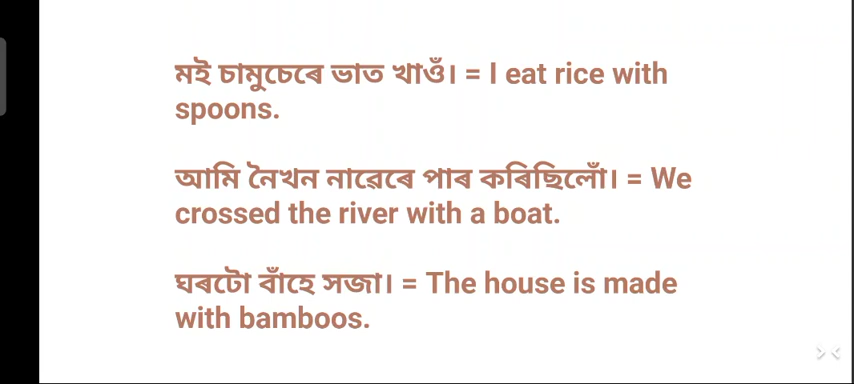 মই চামুচেৰে ভাত খাওঁ। = I eat rice with
spoons.
আমি নৈখন নাৱেৰে পাৰ কৰিছিলোঁ। = We
crossed the river with a boat.
ঘৰটো বাঁহে সজা। = The house is made
with bamboos.